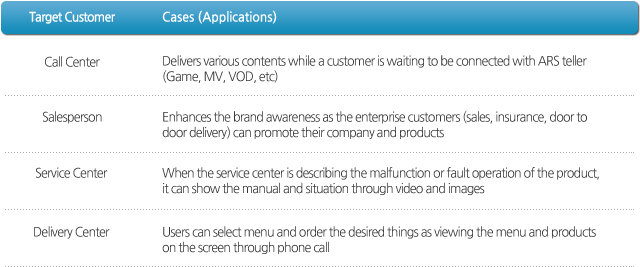 Target Customer Cases (Applications)
Call Center Delivers various contents while a customer is waiting to be connected with ARS teller
(Game, MV, VOD, etc)
Salesperson Enhances the brand awareness as the enterprise customers (sales, insurance, door to
door delivery) can promote their company and products
Service Center When the service center is describing the malfunction or fault operation of the product,
it can show the manual and situation through video and images
Delivery Center Users can select menu and order the desired things as viewing the menu and products
on the screen through phone call